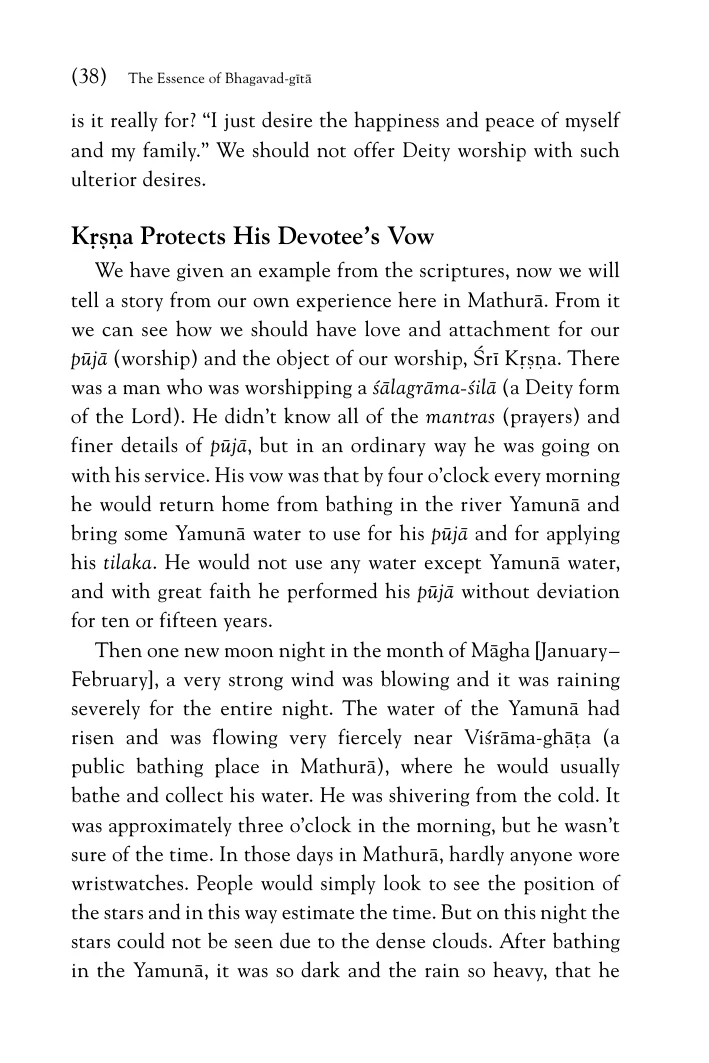 (38) The Essence of Bhagavad-gītā
is it really for? “I just desire the happiness and peace of myself
and my family.” We should not offer Deity worship with such
ulterior desires.
Kṛṣṇa Protects His Devotee’s Vow
We have given an example from the scriptures, now we will
tell a story from our own experience here in Mathurā. From it
we can see how we should have love and attachment for our
pūjā (worship) and the object of our worship, Śrī Kṛṣṇa. There
was a man who was worshipping a śālagrāma-śilā (a Deity form
of the Lord). He didn’t know all of the mantras (prayers) and
finer details of pūjā, but in an ordinary way he was going on
with his service. His vow was that by four o’clock every morning
he would return home from bathing in the river Yamunā and
bring some Yamunā water to use for his pūjā and for applying
his tilaka. He would not use any water except Yamunā water,
and with great faith he performed his pūjā without deviation
for ten or fifteen years.
Then one new moon night in the month of Māgha [January–
February], a very strong wind was blowing and it was raining
severely for the entire night. The water of the Yamunā had
risen and was flowing very fiercely near Viśrāma-ghāṭa (a
public bathing place in Mathurā), where he would usually
bathe and collect his water. He was shivering from the cold. It
was approximately three o’clock in the morning, but he wasn’t
sure of the time. In those days in Mathurā, hardly anyone wore
wristwatches. People would simply look to see the position of
the stars and in this way estimate the time. But on this night the
stars could not be seen due to the dense clouds. After bathing
in the Yamunā, it was so dark and the rain so heavy, that he